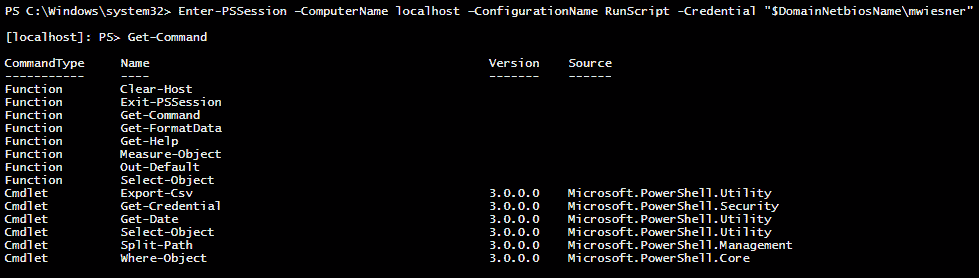 PS C:\Windows\system32> Enter-PSSession -ComputerName localhost -ConfigurationName RunScript -Credential "$DomainNetbiosName\mwiesner"
[localhost]: PS> Get-Command
CommandType Name Version Source
----------- ---- ------- ------
Function Clear-Host
Function Exit-PSSession
Function Get-Command
Function Get-FormatData
Function Get-Help
Function Measure-Object
Function Out-Default
Function Select-Object
Cmdlet Export-Csv 3.0.0.0 Microsoft.PowerShell.Utility
Cmdlet Get-Credential 3.0.0.0 Microsoft.PowerShell.Security
Cmdlet Get-Date 3.0.0.0 Microsoft.PowerShell.Utility
Cmdlet Select-Object 3.0.0.0 Microsoft.PowerShell.Utility
Cmdlet Split-Path 3.0.0.0 Microsoft.PowerShell.Management
Cmdlet Where-Object 3.0.0.0 Microsoft.PowerShell.Core